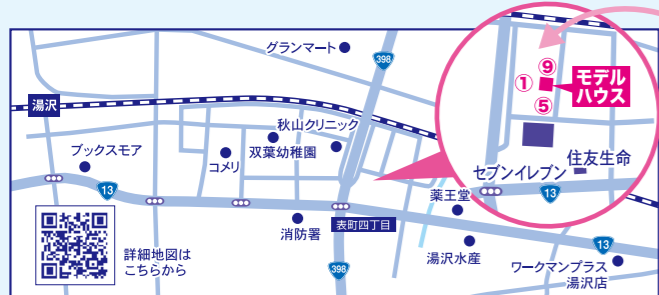 グランマート
398
湯沢
秋山クリニック
ブックスモア
コメリ
双葉幼稚園
13
消防署
表町四丁目
398
薬王堂
湯沢水産
13
ワークマンプラス
湯沢店
詳細地図は
こちらから
①
⑨
⑤
モデル
ハウス
セブンイレブン
住友生命
13